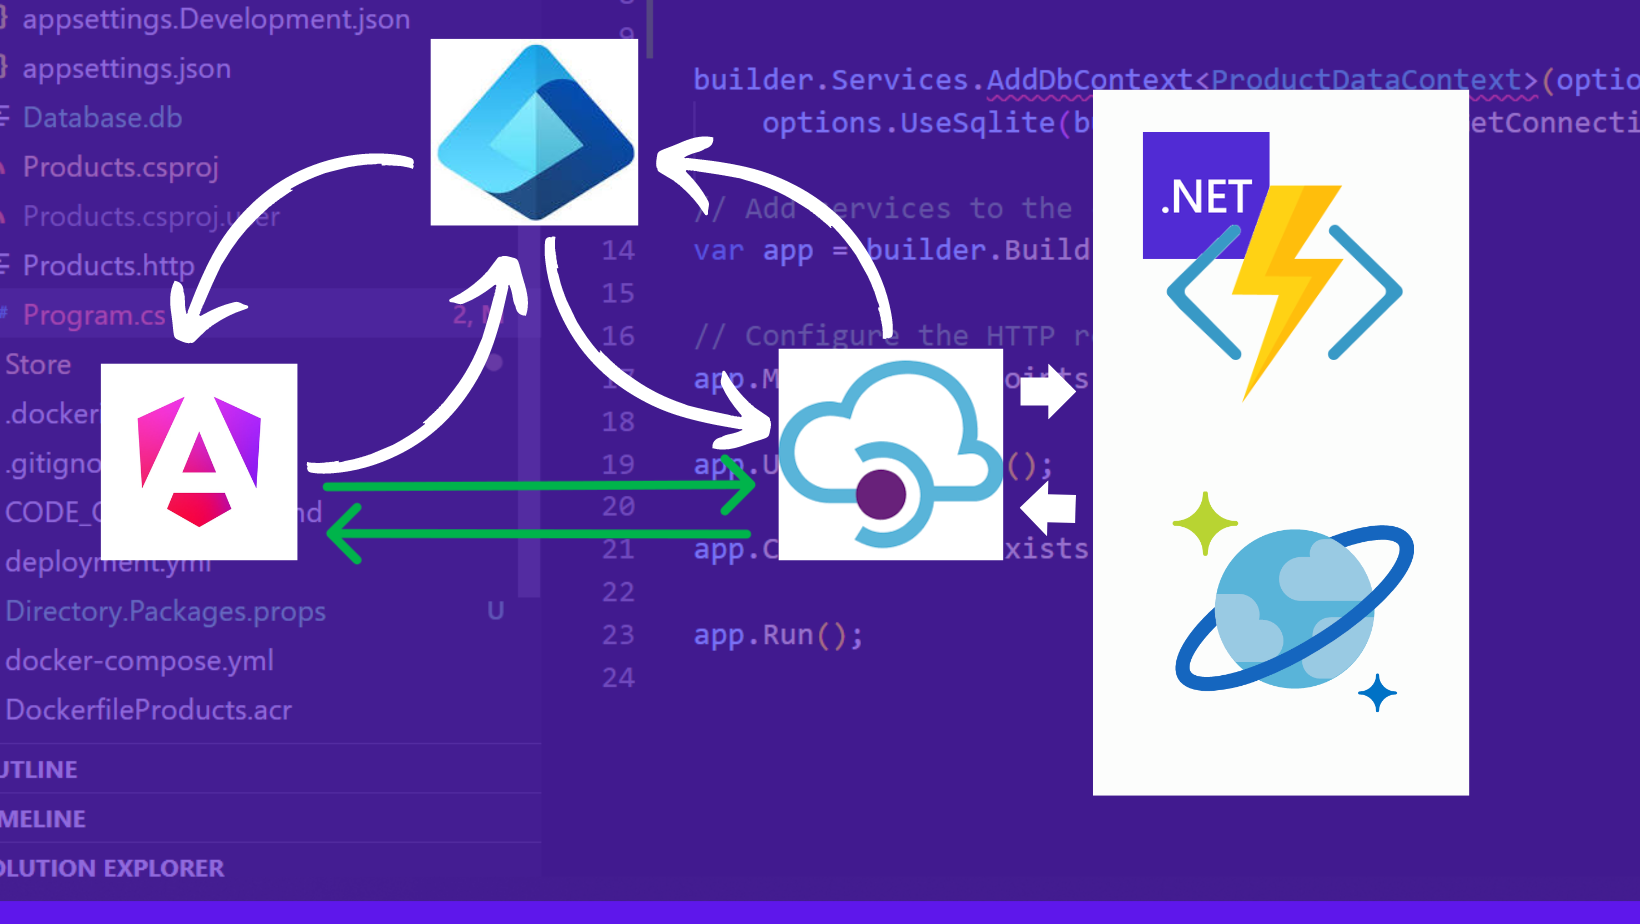 appsettings.Development.json
appsettings.json
Database.db
Products.csproj
Products.csproj.user
Products.http
Program.cs
2,
Store
.docker
.gitigno
CODE_
nd
deployment.yml
Directory.Packages.props
U
docker-compose.yml
DockerfileProducts.acr
UTLINE
MELINE
OLUTION EXPLORER
9
builder.Services.AddDbContext<ProductDataContext>(optio
options.UseSqlite(b
etConnecti
// Add services to the
14 var app = builder.Build
15
16 // Configure the HTTP r
17 app.M
oints
18
19 app.U
();
20
21 app.C
xists
22
23 app.Run();
24
.NET